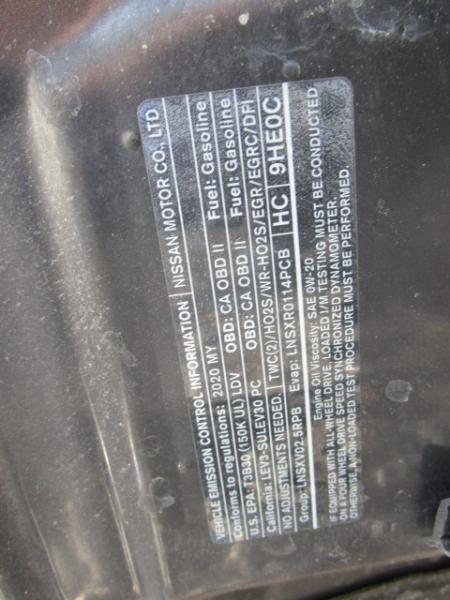 VEHICLE EMISSION CONTROL INFORMATION NISSAN MOTOR CO., LTD
Conforms to regulations: 2020 MY Fuel: Gasoline
U.S. EPA: T3B30 (150K UL) LDV OBD: CA OBD II Fuel: Gasoline
California: LEV3-SULEV30 PC OBD: CA OBD II
NO ADJUSTMENTS NEEDED. TWC(2)/HO2S/WR-HO2S/EGR/EGRC/DFI
Group: LNSXV02.5RPB Evap: LNSXR0114PCB HC 9HE0C
Engine Oil Viscosity: SAE 0W-20
IF EQUIPPED WITH ALL-WHEEL DRIVE, LOADED I/M TESTING MUST BE CONDUCTED
ON A FOUR WHEEL DRIVE SPEED SYNCHRONIZED DYNAMOMETER.
OTHERWISE, A NON-LOADED TEST PROCEDURE MUST BE PERFORMED.